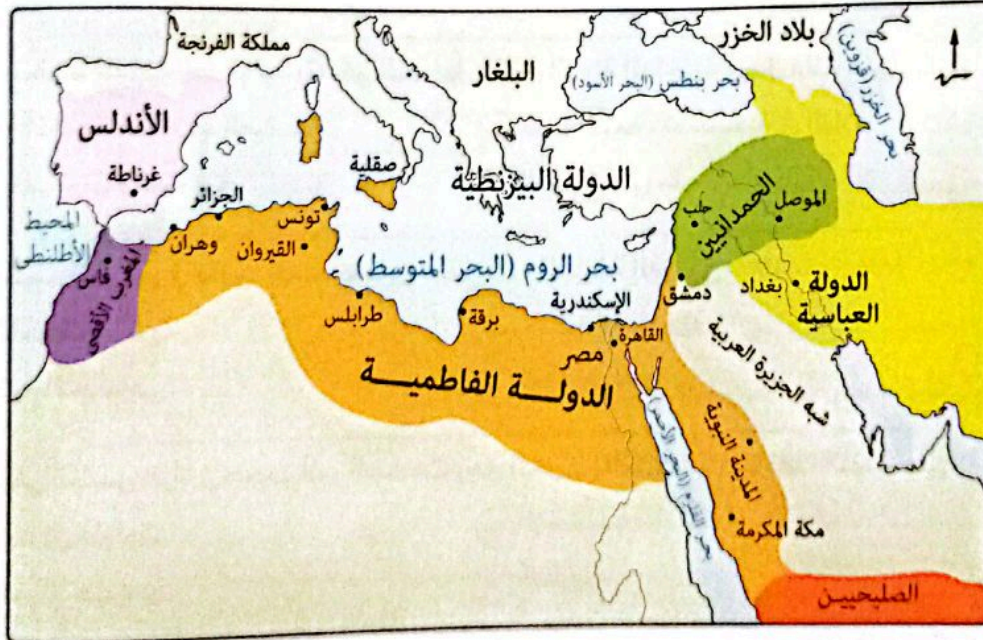 مملكة الفرنجة
بلاد الخزر
بحر الخزر (قزوين)
البلغار
بحر بنطس (البحر الأسود)
الأندلس
غرناطة
صقلية
الدولة البيزنطية
الحمدانيين
الموصل
حلب
المحيط
الأطلنطى
الجزائر
تونس
وهران
القيروان
فاس
المغرب الأقصى
بحر الروم (البحر المتوسط)
دمشق
بغداد
الدولة
العباسية
طرابلس
برقة
الإسكندرية
القاهرة
مصر
شبه الجزيرة العربية
الدولة الفاطمية
بحر القلزم (البحر الأحمر)
المدينة النبوية
مكة المكرمة
الصليحيين